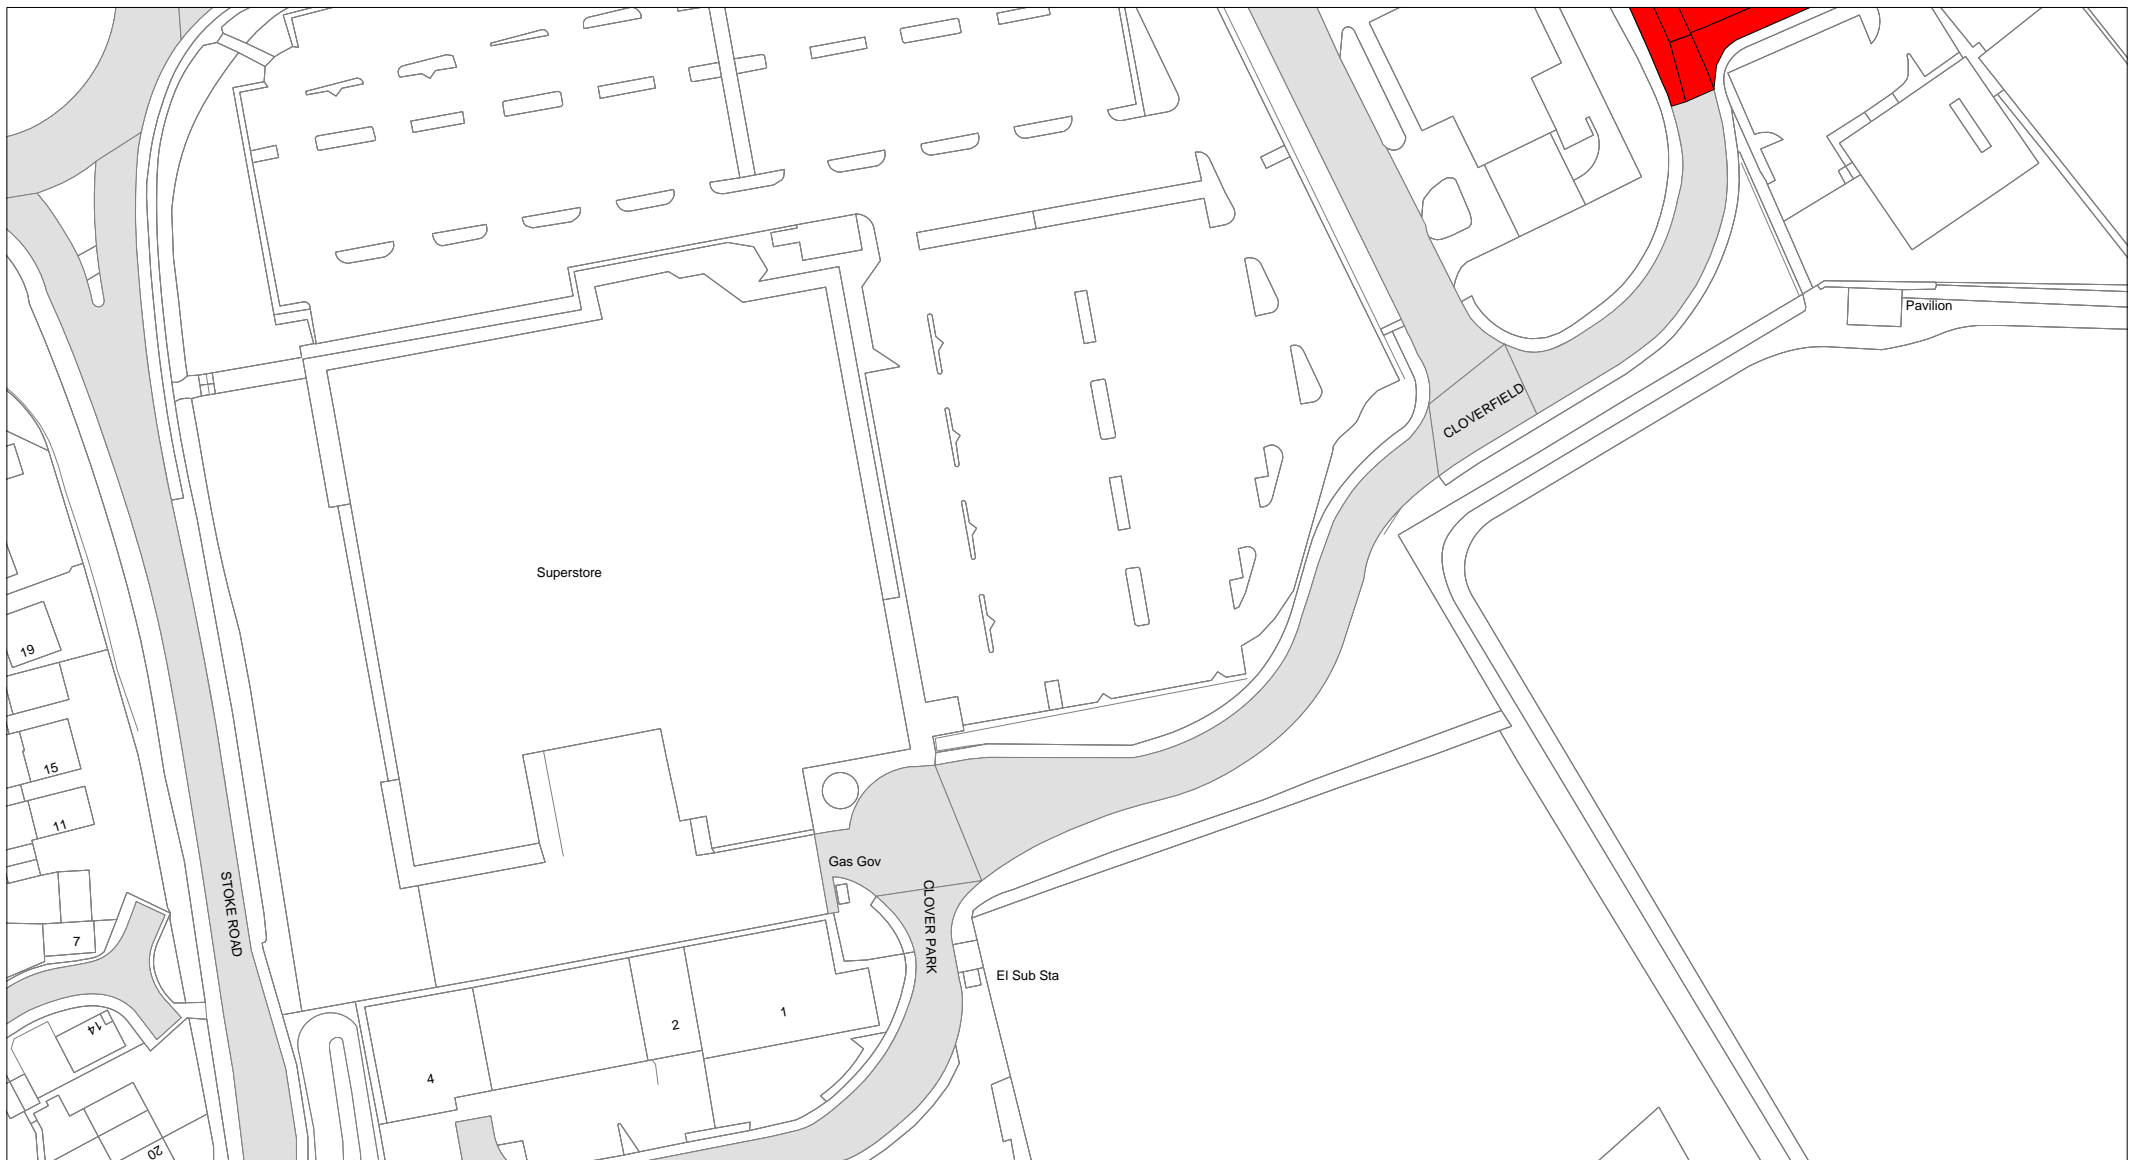 Pavilion
CLOVERFIELD
Superstore
19
15
11
7
14
20
STOKE ROAD
Gas Gov
CLOVER PARK
El Sub Sta
1
2
4